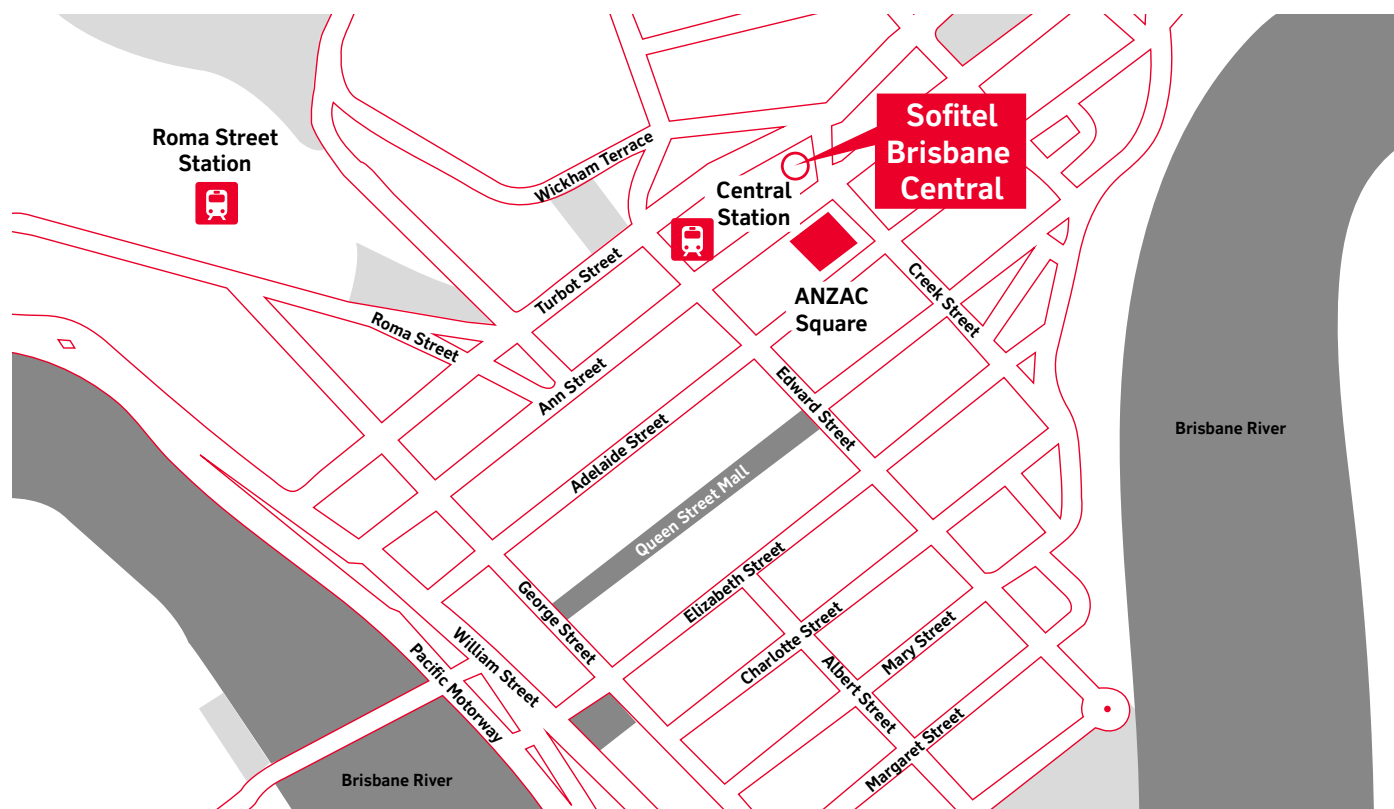 Sofitel
Brisbane
Central
Roma Street
Station
Wickham Terrace
Central
Station
Turbot Street
ANZAC
Square
Creek Street
Roma Street
Ann Street
Edward Street
Adelaide Street
Brisbane River
Queen Street Mall
Elizabeth Street
George Street
Charlotte Street
Mary Street
William Street
Pacific Motorway
Albert Street
Margaret Street
Brisbane River